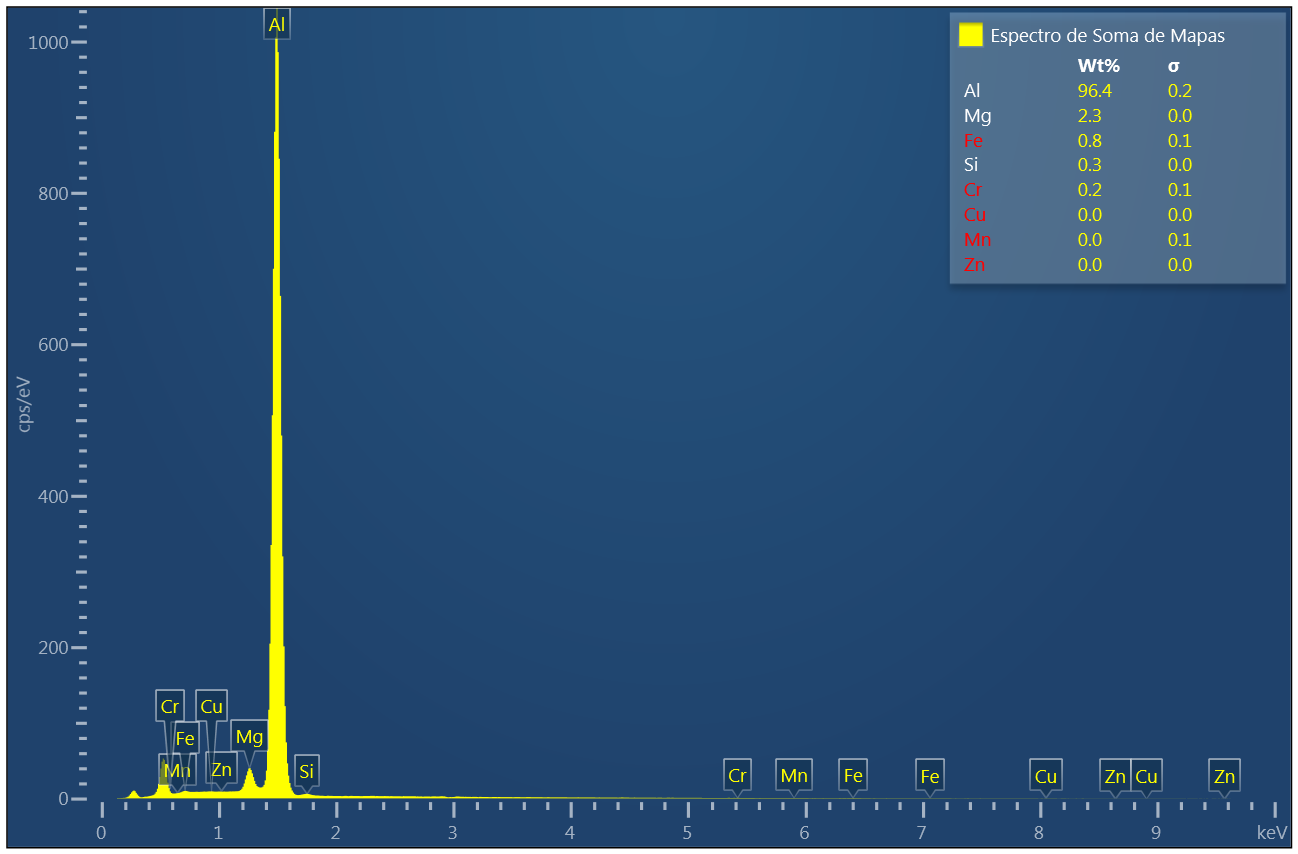 Espectro de Soma de Mapas
Wt% σ
Al 96.4 0.2
Mg 2.3 0.0
Fe 0.8 0.1
Si 0.3 0.0
Cr 0.2 0.1
Cu 0.0 0.0
Mn 0.0 0.1
Zn 0.0 0.0
Al
1000
800
600
cps/eV
400
200
Cr Cu
Fe Mg
Mn Zn Si Cr Mn Fe Fe Cu Zn Cu Zn
0
0 1 2 3 4 5 6 7 8 9 keV